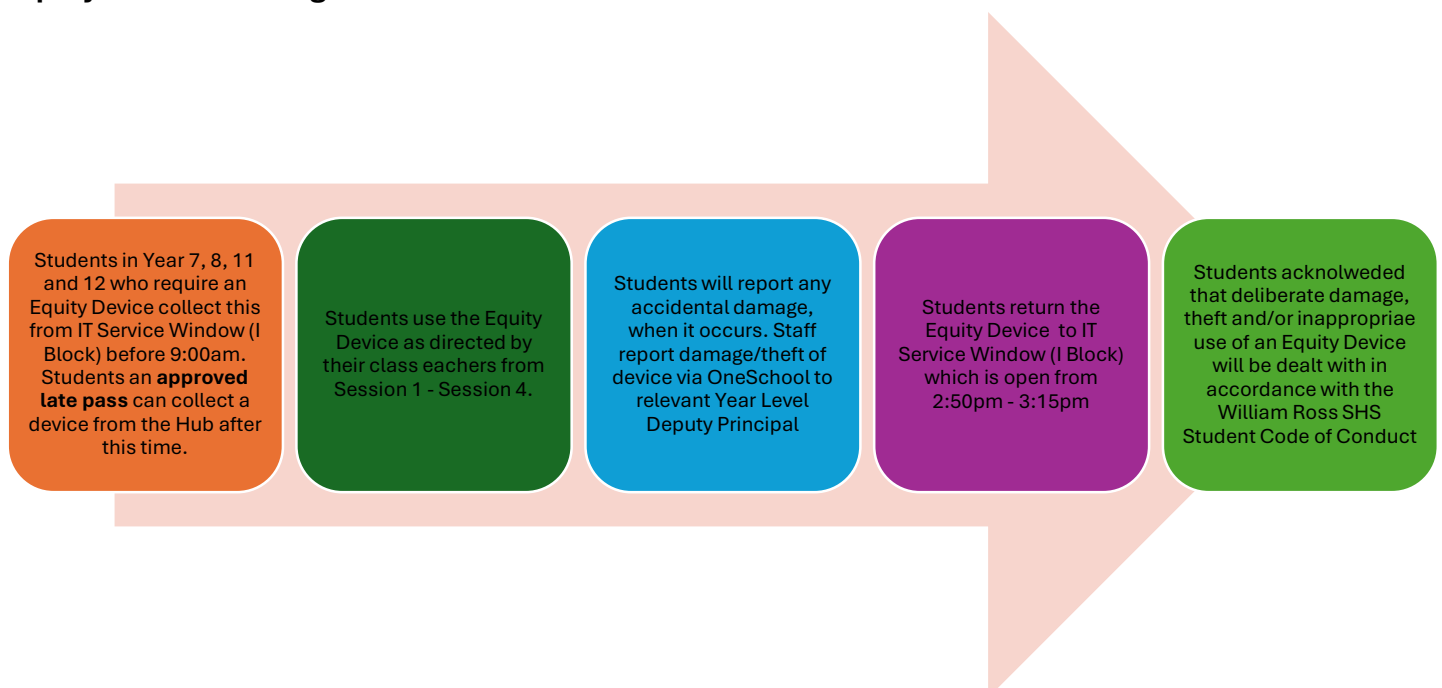 Students in Year 7, 8, 11
and 12 who require an
Equity Device collect this
from IT Service Window (I
Block) before 9:00am.
Students an approved
late pass can collect a
device from the Hub after
this time.
Students use the Equity
Device as directed by
their class eachers from
Session 1 - Session 4.
Students will report any
accidental damage,
when it occurs. Staff
report damage/theft of
device via OneSchool to
relevant Year Level
Deputy Principal
Students return the
Equity Device to IT
Service Window (I Block)
which is open from
2:50pm - 3:15pm
Students acknolweded
that deliberate damage,
theft and/or inappropriae
use of an Equity Device
will be dealt with in
accordance with the
William Ross SHS
Student Code of Conduct